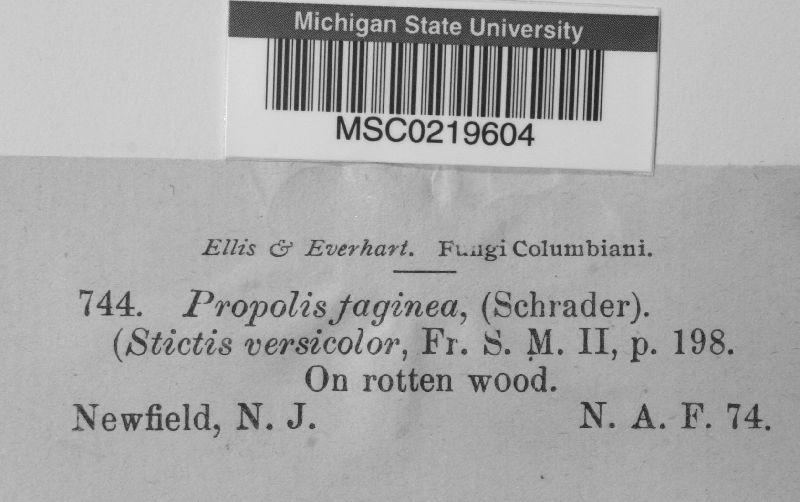 Michigan State University
MSC0219604
Ellis & Everhart. Fungi Columbiani.
744. Propolis faginea, (Schrader).
(Stictis versicolor, Fr. S. M. II, p. 198.
On rotten wood.
Newfield, N. J. N. A. F. 74.